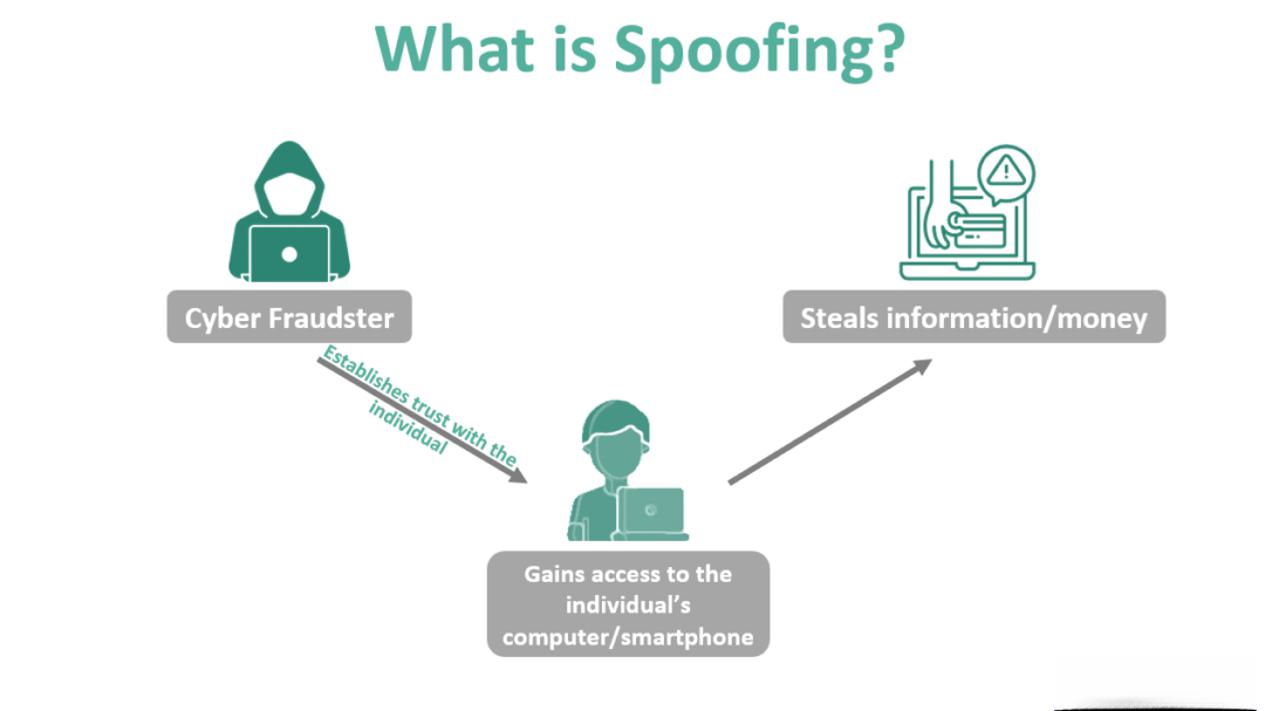 What is Spoofing?
Cyber Fraudster
Steals information/money
Establishes trust with the
individual
Gains access to the
individual's
computer/smartphone